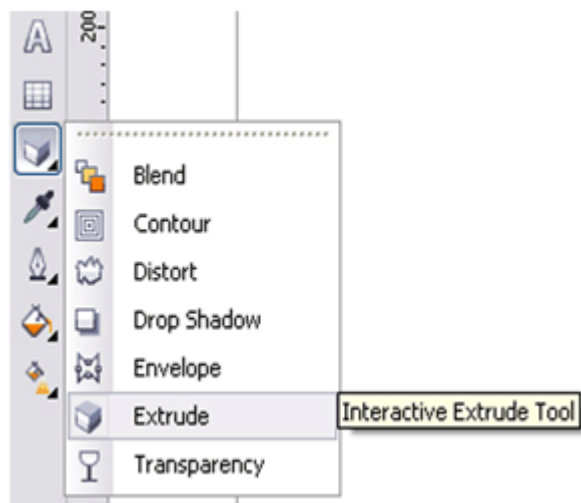 A
200
Blend
Contour
Distort
Drop Shadow
Envelope
Extrude
Interactive Extrude Tool
Transparency